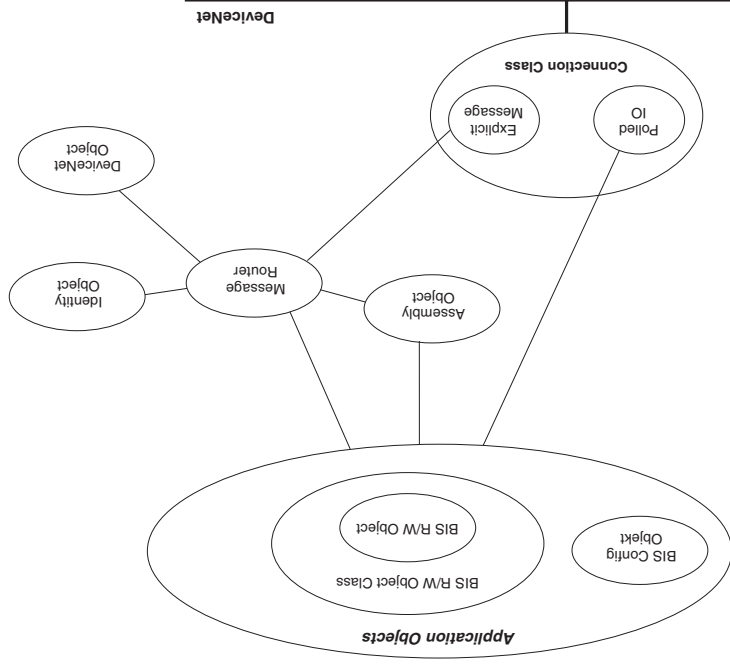 Application Objects
BIS Config
Objekt
BIS R/W Object Class
BIS R/W Object
Assembly
Object
Message
Router
Identity
Object
DeviceNet
Object
Polled
IO
Explicit
Message
Connection Class
DeviceNet